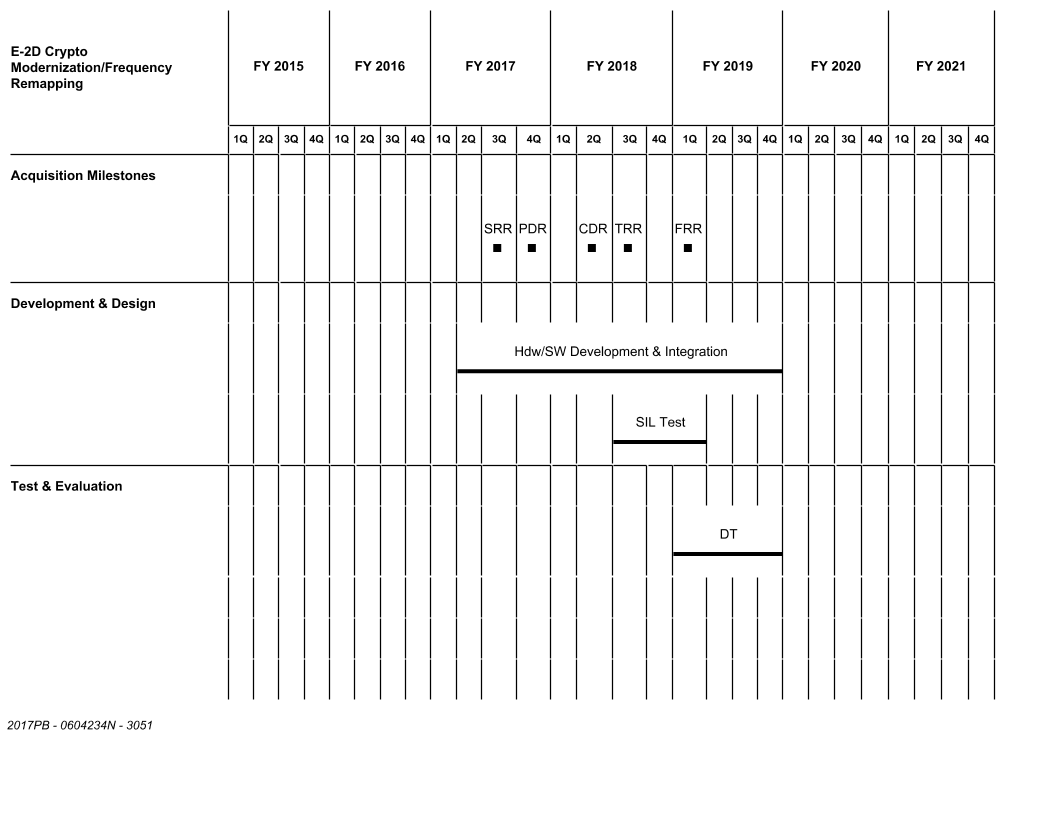 E-2D Crypto
Modernization/Frequency
Remapping
FY 2015 FY 2016 FY 2017 FY 2018 FY 2019 FY 2020 FY 2021
1Q 2Q 3Q 4Q 1Q 2Q 3Q 4Q 1Q 2Q 3Q 4Q 1Q 2Q 3Q 4Q 1Q 2Q 3Q 4Q 1Q 2Q 3Q 4Q 1Q 2Q 3Q 4Q
Acquisition Milestones
SRR PDR CDR TRR FRR
Development & Design
Hdw/SW Development & Integration
SIL Test
Test & Evaluation
DT
2017PB - 0604234N - 3051